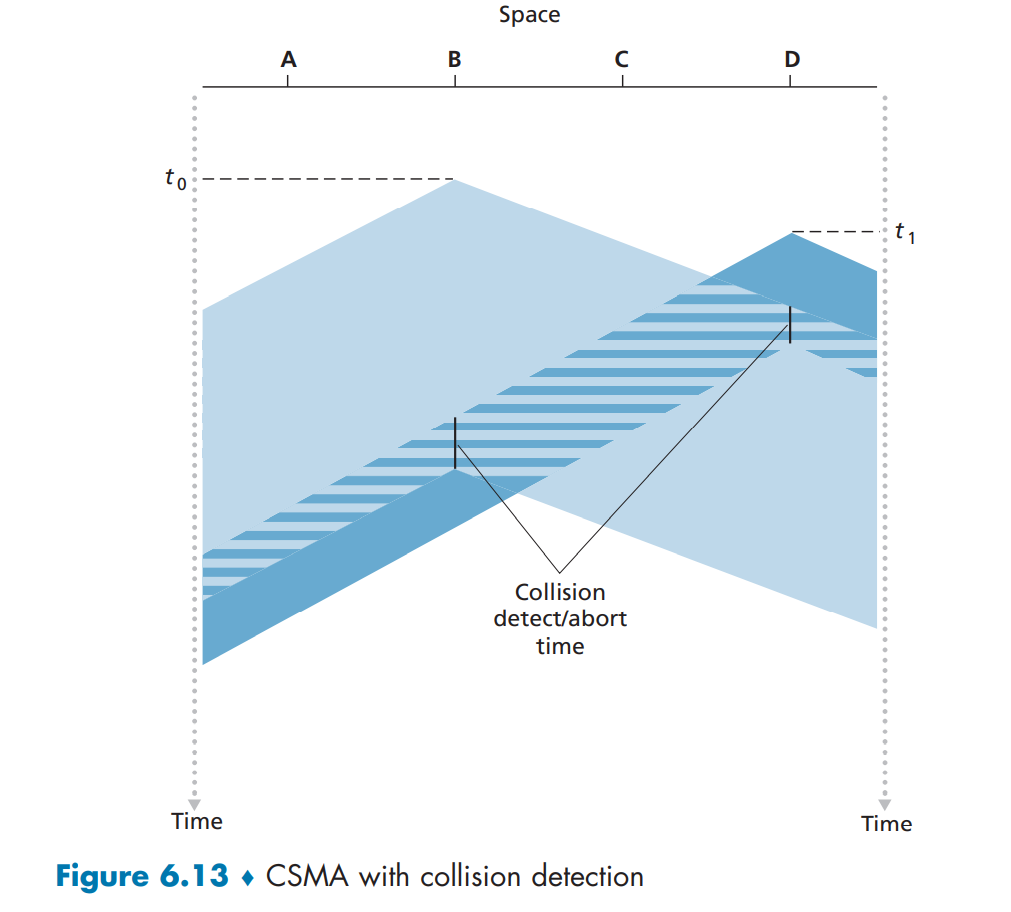 Space
A B C D
t0
t1
Collision
detect/abort
time
Time
Time
Figure 6.13 ♦ CSMA with collision detection